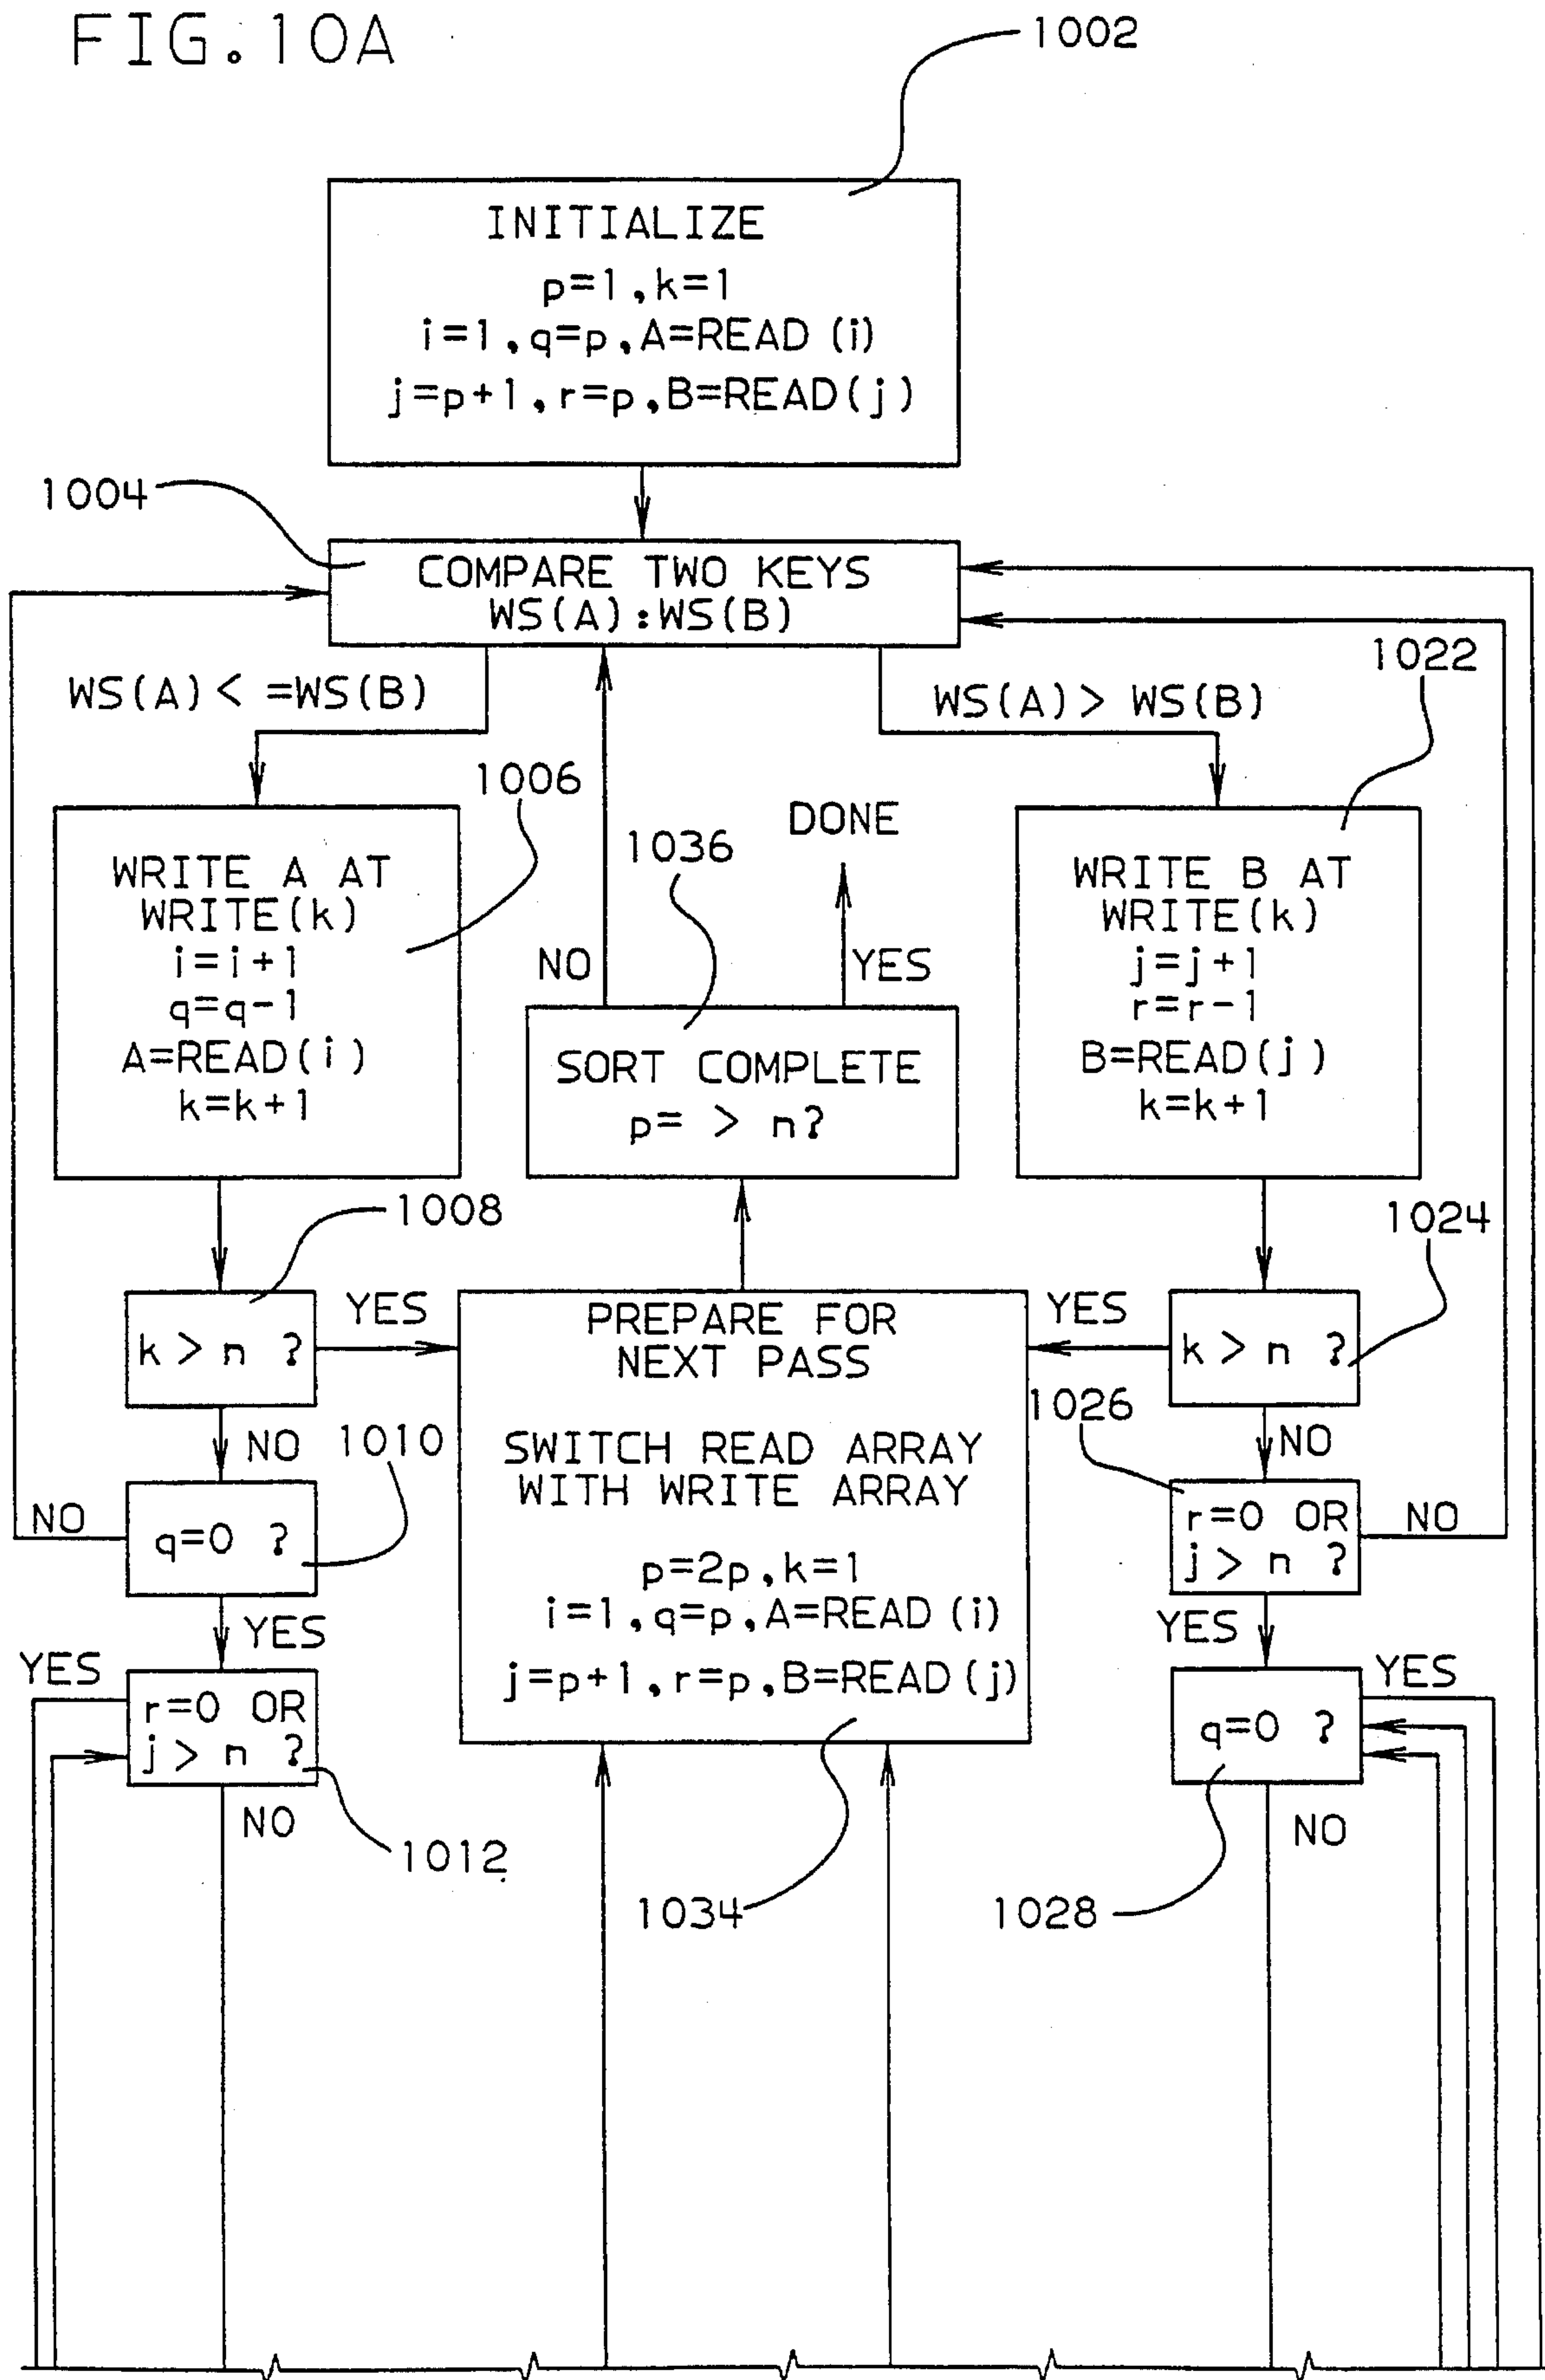 FIG. 10A
1002
INITIALIZE
p=1, k=1
i=1, q=p, A=READ (i)
j=p+1, r=p, B=READ(j)
1004
COMPARE TWO KEYS
WS(A):WS(B)
WS(A)< =WS(B)
WS(A)> WS(B)
1022
1006
WRITE A AT
WRITE(k)
i=i+1
q=q-1
A=READ(i)
k=k+1
1036
DONE
NO
YES
SORT COMPLETE
p= > n?
WRITE B AT
WRITE(k)
j=j+1
r=r-1
B=READ(j)
k=k+1
1008
1024
k> n ?
YES
PREPARE FOR
NEXT PASS
SWITCH READ ARRAY
WITH WRITE ARRAY
p=2p, k=1
i=1, q=p, A=READ (i)
j=p+1, r=p, B=READ(j)
YES
k> n ?
NO
1010
1026
NO
NO
q=0 ?
r=0 OR
j> n ?
NO
YES
YES
YES
r=0 OR
j> n ?
q=0 ?
YES
NO
1012
1034
1028
NO